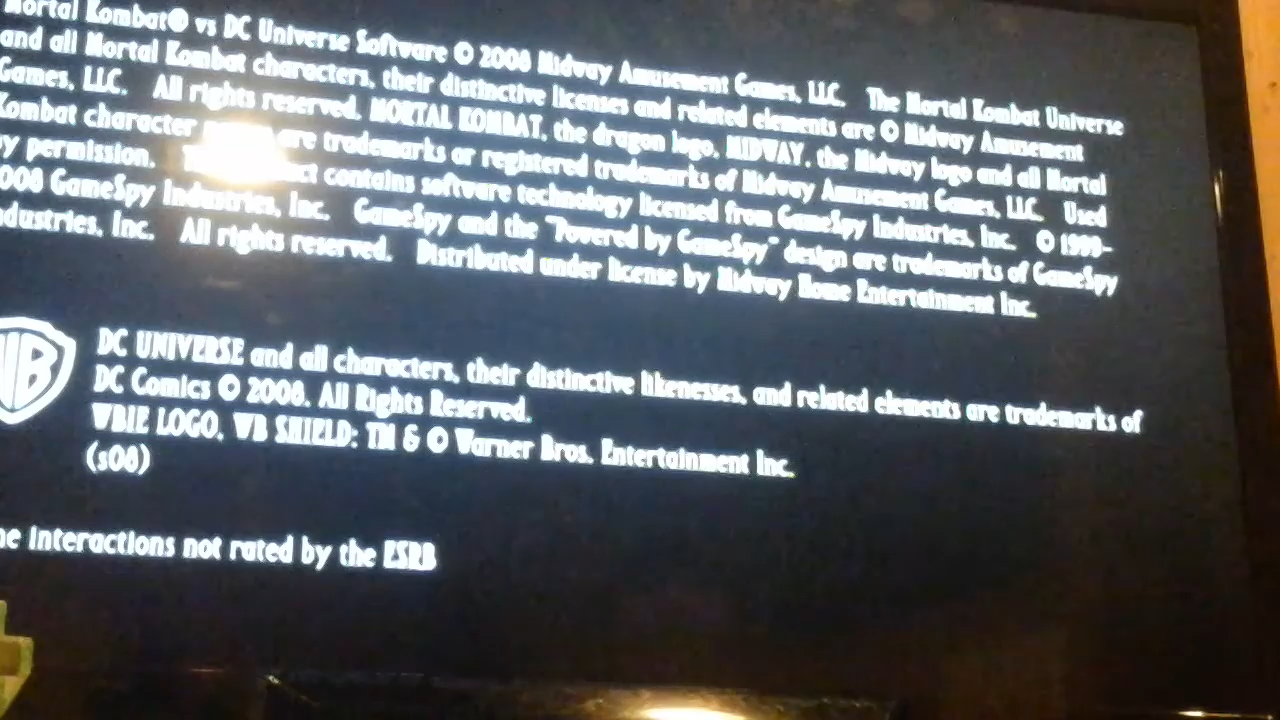 Mortal Kombat® vs DC Universe Software © 2008 Midway Amusement Games, LLC. The Mortal Kombat Universe
and all Mortal Kombat characters, their distinctive licenses and related elements are © Midway Amusement
Games, LLC. All rights reserved. MORTAL KOMBAT, the dragon logo, MIDWAY, the Midway logo and all Mortal
Kombat character are trademarks or registered trademarks of Midway Amusement Games, LLC. Used
by permission. contains software technology licensed from GameSpy Industries, Inc. © 1999-
2008 GameSpy Industries, Inc. GameSpy and the "Powered by GameSpy" design are trademarks of GameSpy
Industries, Inc. All rights reserved. Distributed under license by Midway Home Entertainment Inc.
WB
DC UNIVERSE and all characters, their distinctive likenesses, and related elements are trademarks of
DC Comics © 2008. All Rights Reserved.
WBIE LOGO, WB SHIELD: TM & © Warner Bros. Entertainment Inc.
(s08)
interactions not rated by the ESRB